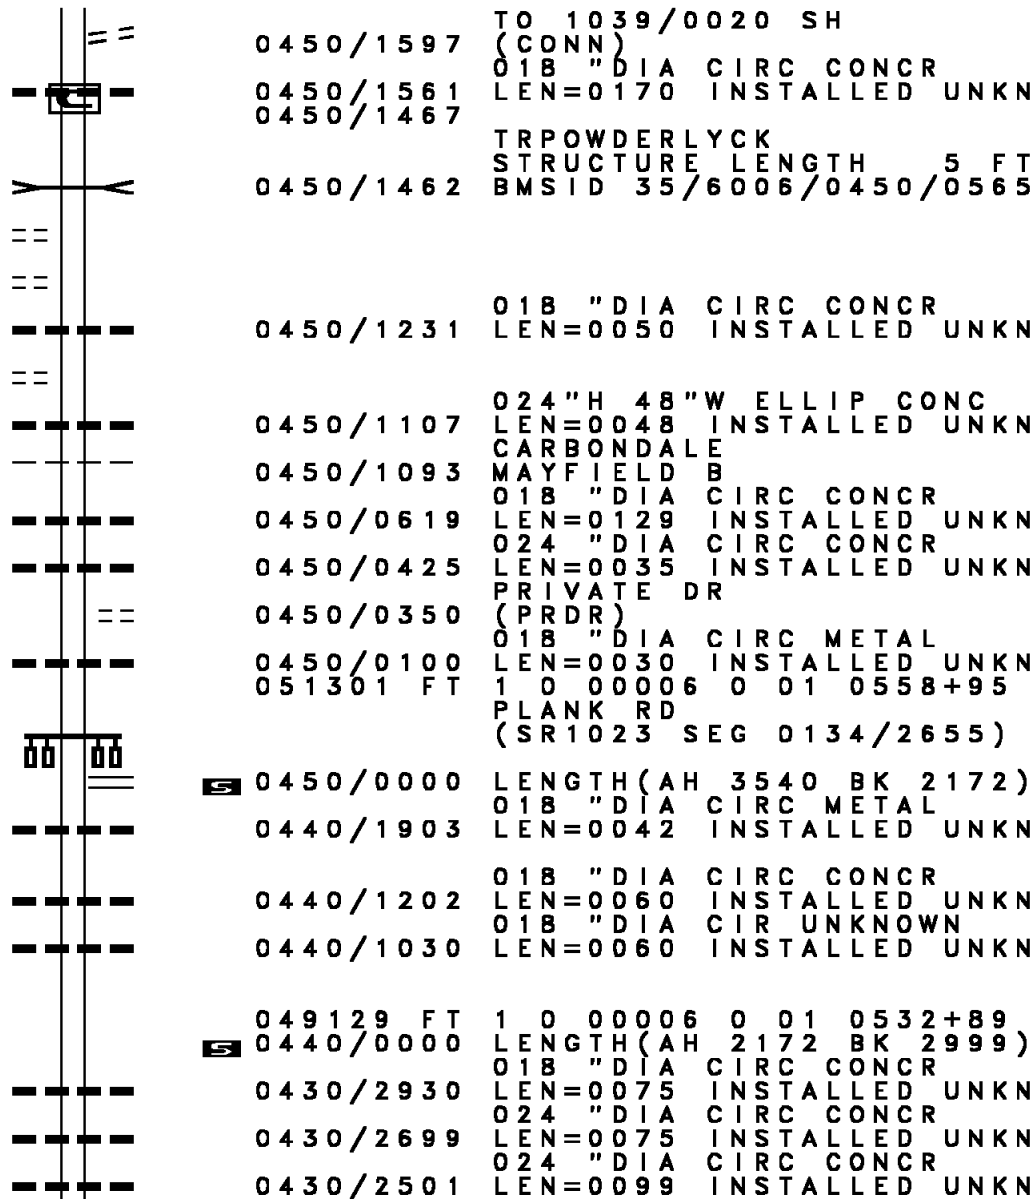 TO 1039/0020 SH
0450/1597 (CONN)
018 "DIA CIRC CONCR
0450/1561 LEN=0170 INSTALLED UNKN
0450/1467
TRPOWDERLYCK
STRUCTURE LENGTH 5 FT
0450/1462 BMSID 35/6006/0450/0565
018 "DIA CIRC CONCR
0450/1231 LEN=0050 INSTALLED UNKN
024"H 48"W ELLIP CONC
0450/1107 LEN=0048 INSTALLED UNKN
CARBONDALE
0450/1093 MAYFIELD B
018 "DIA CIRC CONCR
0450/0619 LEN=0129 INSTALLED UNKN
024 "DIA CIRC CONCR
0450/0425 LEN=0035 INSTALLED UNKN
PRIVATE DR
0450/0350 (PRDR)
018 "DIA CIRC METAL
0450/0100 LEN=0030 INSTALLED UNKN
051301 FT 1 0 00006 0 01 0558+95
PLANK RD
(SR1023 SEG 0134/2655)
S 0450/0000 LENGTH(AH 3540 BK 2172)
018 "DIA CIRC METAL
0440/1903 LEN=0042 INSTALLED UNKN
018 "DIA CIRC CONCR
0440/1202 LEN=0060 INSTALLED UNKN
018 "DIA CIR UNKNOWN
0440/1030 LEN=0060 INSTALLED UNKN
049129 FT 1 0 00006 0 01 0532+89
S 0440/0000 LENGTH(AH 2172 BK 2999)
018 "DIA CIRC CONCR
0430/2930 LEN=0075 INSTALLED UNKN
024 "DIA CIRC CONCR
0430/2699 LEN=0075 INSTALLED UNKN
024 "DIA CIRC CONCR
0430/2501 LEN=0099 INSTALLED UNKN